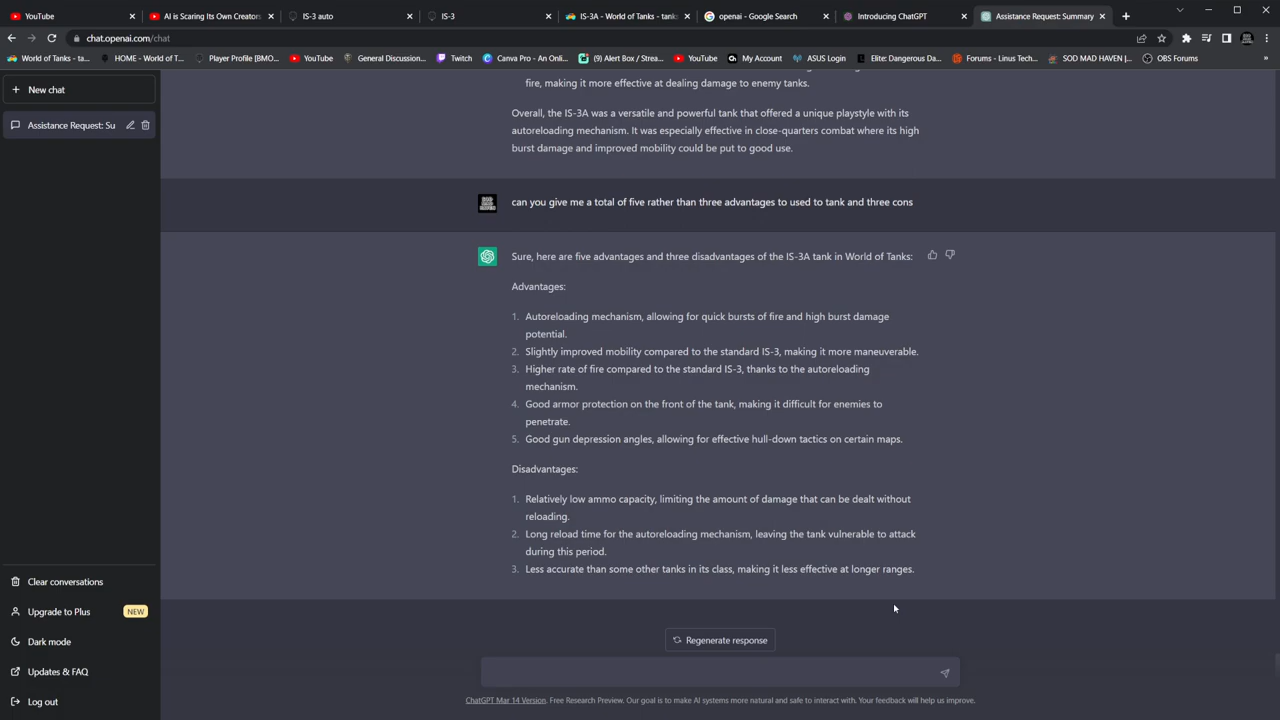 YouTube
AI is Scaring Its Own Creators
IS-3 auto
IS-3
IS-3A - World of Tanks - tank
openai - Google Search
Introducing ChatGPT
Assistance Request: Summary
chat.openai.com/chat
World of Tanks - ta...
HOME - World of T...
Player Profile [BMO...
YouTube
General Discussion...
Twitch
Canva Pro - An Onli...
(9) Alert Box / Strea...
YouTube
My Account
ASUS Login
Elite: Dangerous Da...
Forums - Linus Tech...
SOD MAD HAVEN |...
OBS Forums
New chat
Assistance Request: Su
fire, making it more effective at dealing damage to enemy tanks.
Overall, the IS-3A was a versatile and powerful tank that offered a unique playstyle with its
autoreloading mechanism. It was especially effective in close-quarters combat where its high
burst damage and improved mobility could be put to good use.
can you give me a total of five rather than three advantages to used to tank and three cons
Sure, here are five advantages and three disadvantages of the IS-3A tank in World of Tanks:
Advantages:
1. Autoreloading mechanism, allowing for quick bursts of fire and high burst damage
potential.
2. Slightly improved mobility compared to the standard IS-3, making it more maneuverable.
3. Higher rate of fire compared to the standard IS-3, thanks to the autoreloading
mechanism.
4. Good armor protection on the front of the tank, making it difficult for enemies to
penetrate.
5. Good gun depression angles, allowing for effective hull-down tactics on certain maps.
Disadvantages:
1. Relatively low ammo capacity, limiting the amount of damage that can be dealt without
reloading.
2. Long reload time for the autoreloading mechanism, leaving the tank vulnerable to attack
during this period.
3. Less accurate than some other tanks in its class, making it less effective at longer ranges.
Clear conversations
Upgrade to Plus NEW
Dark mode
Updates & FAQ
Log out
Regenerate response
ChatGPT Mar 14 Version. Free Research Preview. Our goal is to make AI systems more natural and safe to interact with. Your feedback will help us improve.